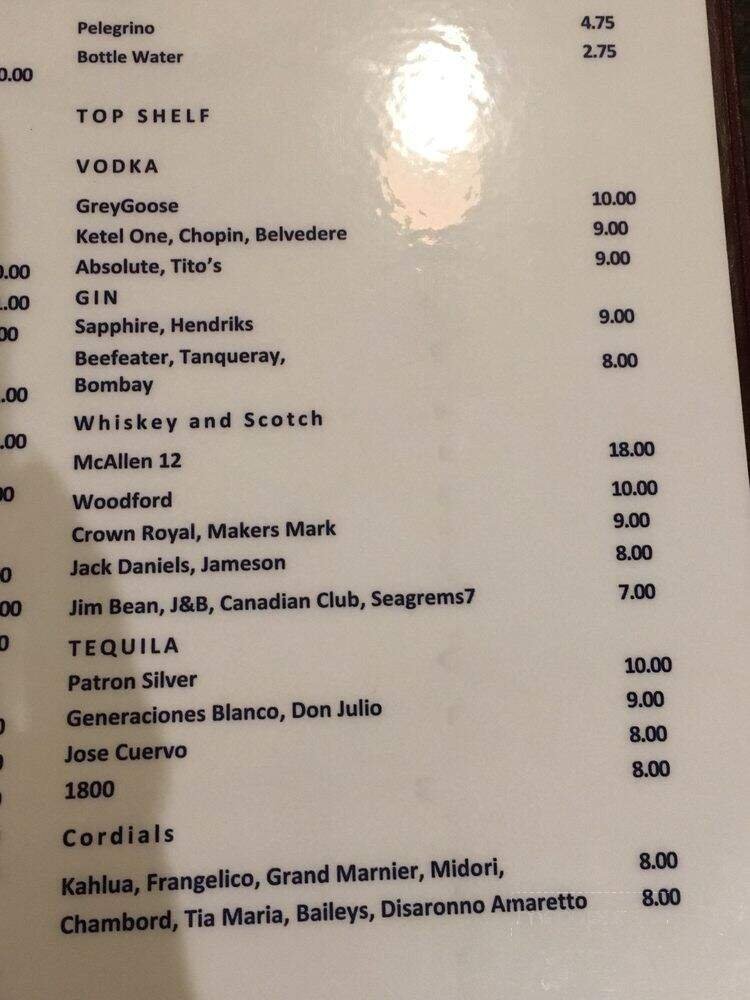 Pelegrino 4.75
Bottle Water 2.75
0.00
TOP SHELF
VODKA
GreyGoose 10.00
Ketel One, Chopin, Belvedere 9.00
Absolute, Tito's 9.00
GIN
Sapphire, Hendriks 9.00
Beefeater, Tanqueray, 8.00
Bombay
Whiskey and Scotch
McAllen 12 18.00
Woodford 10.00
Crown Royal, Makers Mark 9.00
Jack Daniels, Jameson 8.00
Jim Bean, J&B, Canadian Club, Seagrems7 7.00
TEQUILA
Patron Silver 10.00
Generaciones Blanco, Don Julio 9.00
Jose Cuervo 8.00
1800 8.00
Cordials
Kahlua, Frangelico, Grand Marnier, Midori, 8.00
Chambord, Tia Maria, Baileys, Disaronno Amaretto 8.00